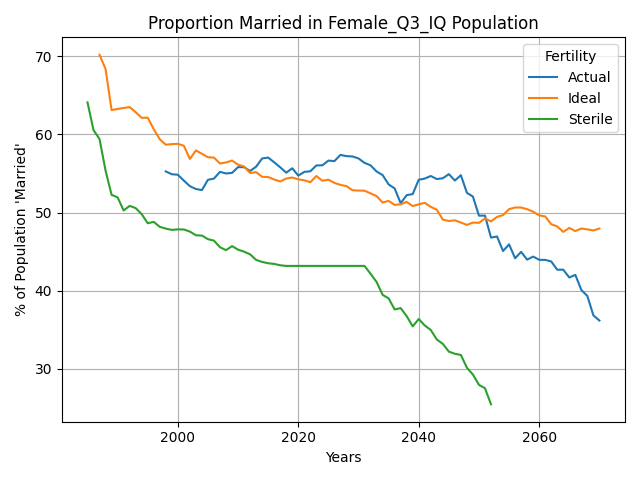 Proportion Married in Female_Q3_IQ Population
% of Population 'Married'
70
60
50
40
30
Fertility
Actual
Ideal
Sterile
2000
2020
2040
2060
Years